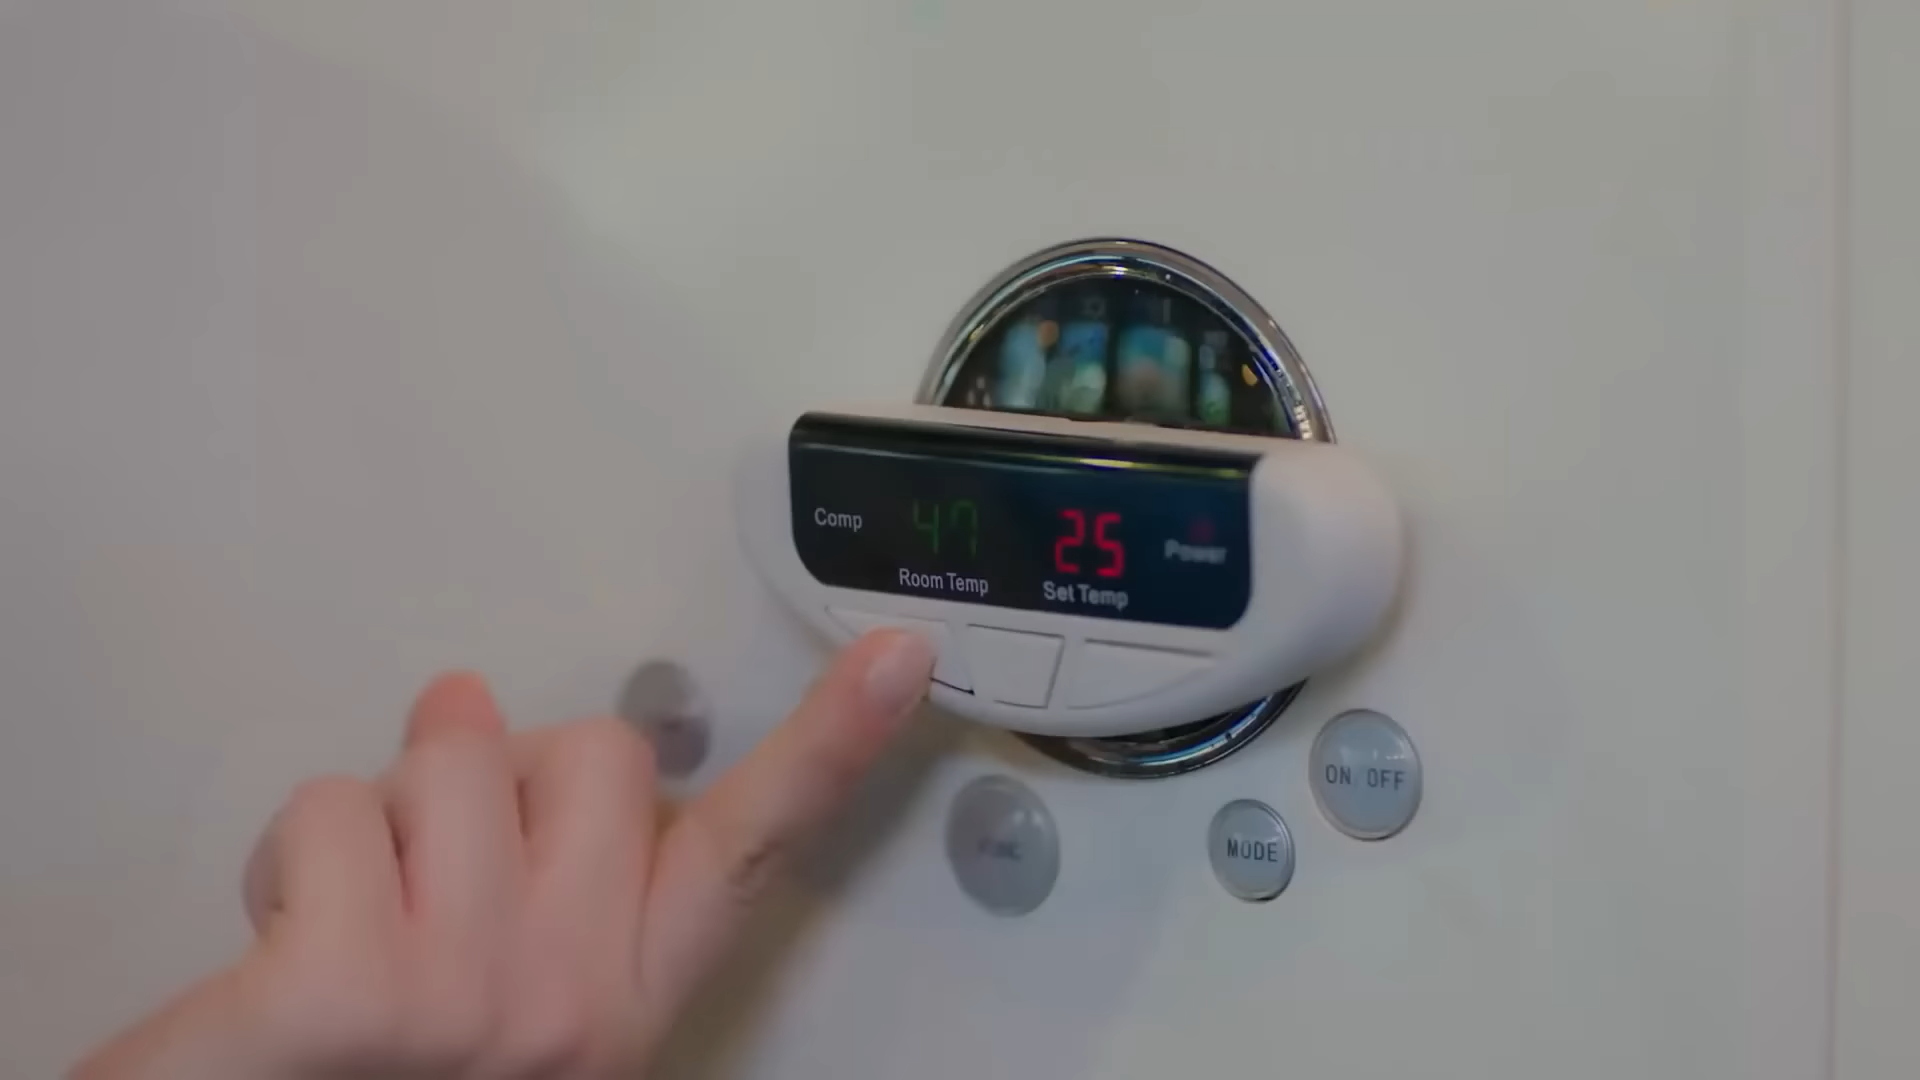 Comp
47
Room Temp
25
Set Temp
Power
ON/OFF
MODE